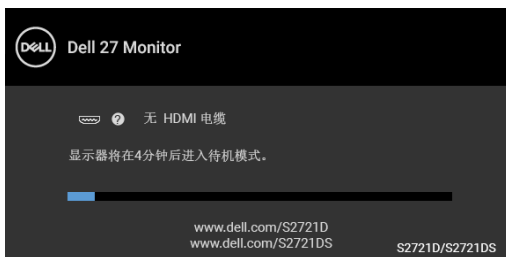 DELL Dell 27 Monitor
? 无 HDMI 电缆
显示器将在4分钟后进入待机模式。
www.dell.com/S2721D
www.dell.com/S2721DS
S2721D/S2721DS